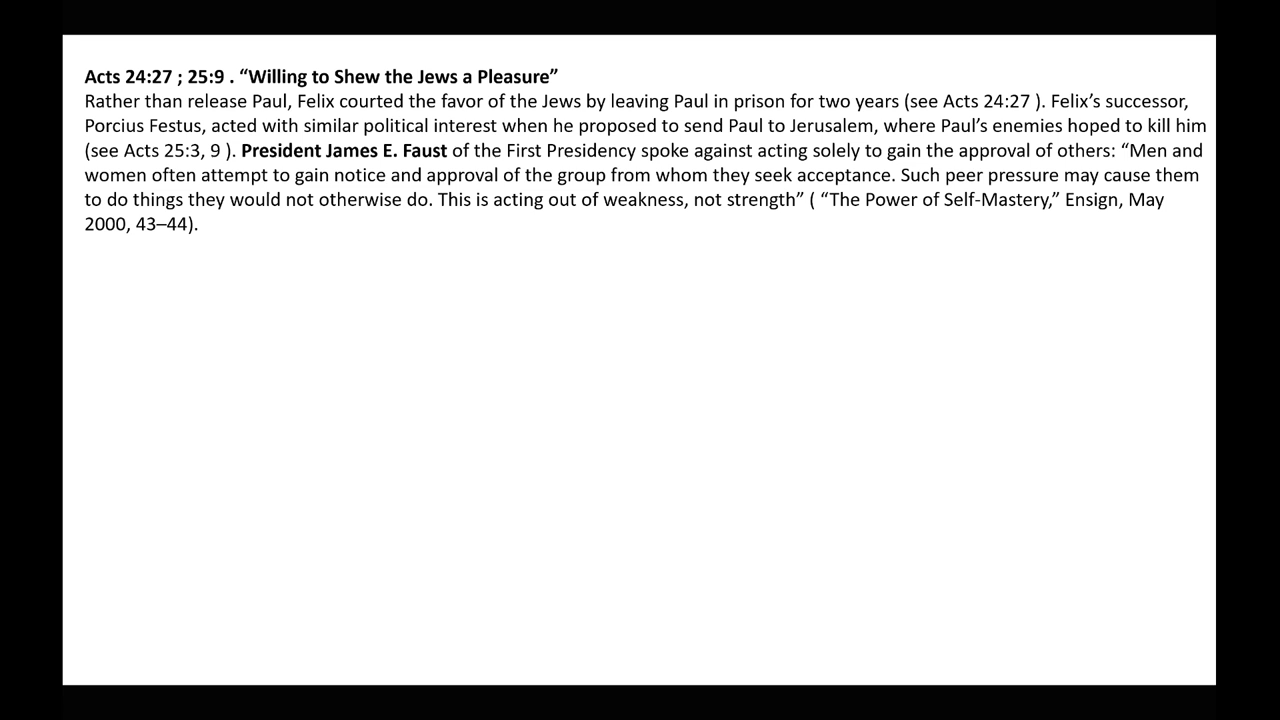 Acts 24:27 ; 25:9 . “Willing to Shew the Jews a Pleasure”
Rather than release Paul, Felix courted the favor of the Jews by leaving Paul in prison for two years (see Acts 24:27 ). Felix’s successor,
Porcius Festus, acted with similar political interest when he proposed to send Paul to Jerusalem, where Paul’s enemies hoped to kill him
(see Acts 25:3, 9 ). President James E. Faust of the First Presidency spoke against acting solely to gain the approval of others: “Men and
women often attempt to gain notice and approval of the group from whom they seek acceptance. Such peer pressure may cause them
to do things they would not otherwise do. This is acting out of weakness, not strength” ( “The Power of Self-Mastery,” Ensign, May
2000, 43–44).